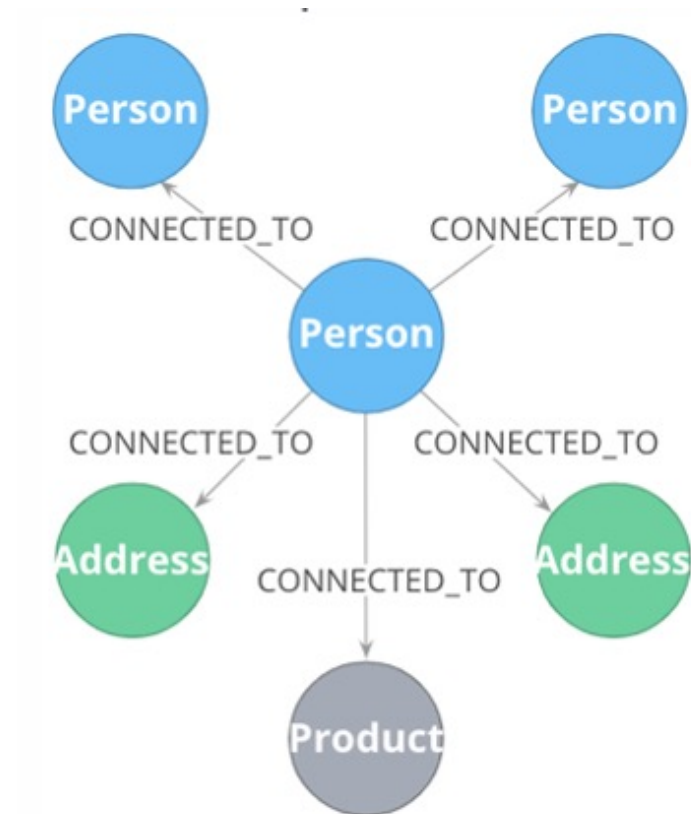 Person
Person
CONNECTED_TO
CONNECTED_TO
Person
CONNECTED_TO
CONNECTED_TO
Address
Address
CONNECTED_TO
Product